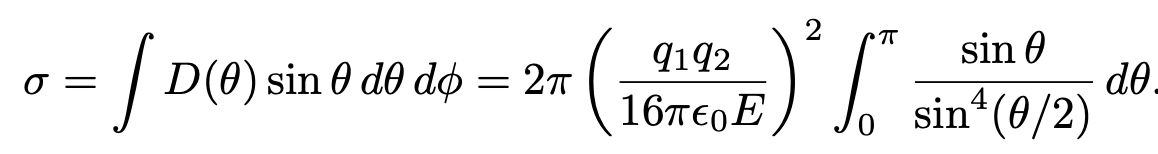 σ = ∫ D(θ) sin θ dθ dϕ = 2π (q₁q₂ / 16πϵ₀E)² ∫₀^π sin θ / sin⁴(θ/2) dθ.